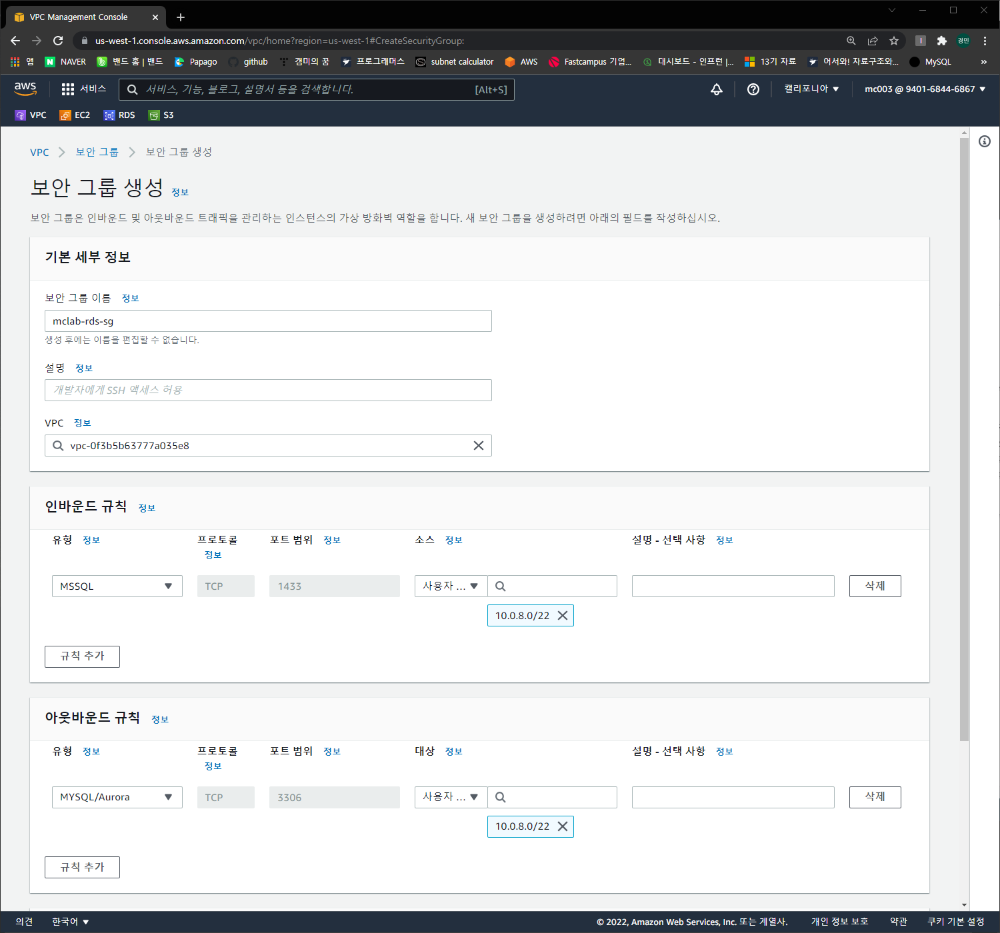 VPC Management Console
us-west-1.console.aws.amazon.com/vpc/home?region=us-west-1#CreateSecurityGroup:
경민
앱 NAVER 밴드 홈 | 밴드 Papago github 캠미의 꿈 프로그래머스 subnet calculator AWS Fastcampus 기업... 대시보드 - 인프런 |... 13기 자료 어서와! 자료구조와... MySQL »
aws 서비스 서비스, 기능, 블로그, 설명서 등을 검색합니다. [Alt+S] 캘리포니아 ▼ mc003 @ 9401-6844-6867 ▼
VPC EC2 RDS S3
VPC > 보안 그룹 > 보안 그룹 생성
보안 그룹 생성 정보
보안 그룹은 인바운드 및 아웃바운드 트래픽을 관리하는 인스턴스의 가상 방화벽 역할을 합니다. 새 보안 그룹을 생성하려면 아래의 필드를 작성하십시오.
기본 세부 정보
보안 그룹 이름 정보
mclab-rds-sg
생성 후에는 이름을 편집할 수 없습니다.
설명 정보
개발자에게 SSH 액세스 허용
VPC 정보
vpc-0f3b5b63777a035e8
인바운드 규칙 정보
유형 정보 프로토콜 정보 포트 범위 정보 소스 정보 설명 - 선택 사항 정보
MSSQL TCP 1433 사용자 ... 삭제
10.0.8.0/22
규칙 추가
아웃바운드 규칙 정보
유형 정보 프로토콜 정보 포트 범위 정보 대상 정보 설명 - 선택 사항 정보
MYSQL/Aurora TCP 3306 사용자 ... 삭제
10.0.8.0/22
규칙 추가
의견 한국어 ▼ © 2022, Amazon Web Services, Inc. 또는 계열사. 개인 정보 보호 약관 쿠키 기본 설정